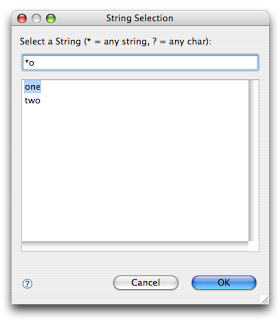 String Selection
Select a String (* = any string, ? = any char):
*o
one
two
?
Cancel
OK